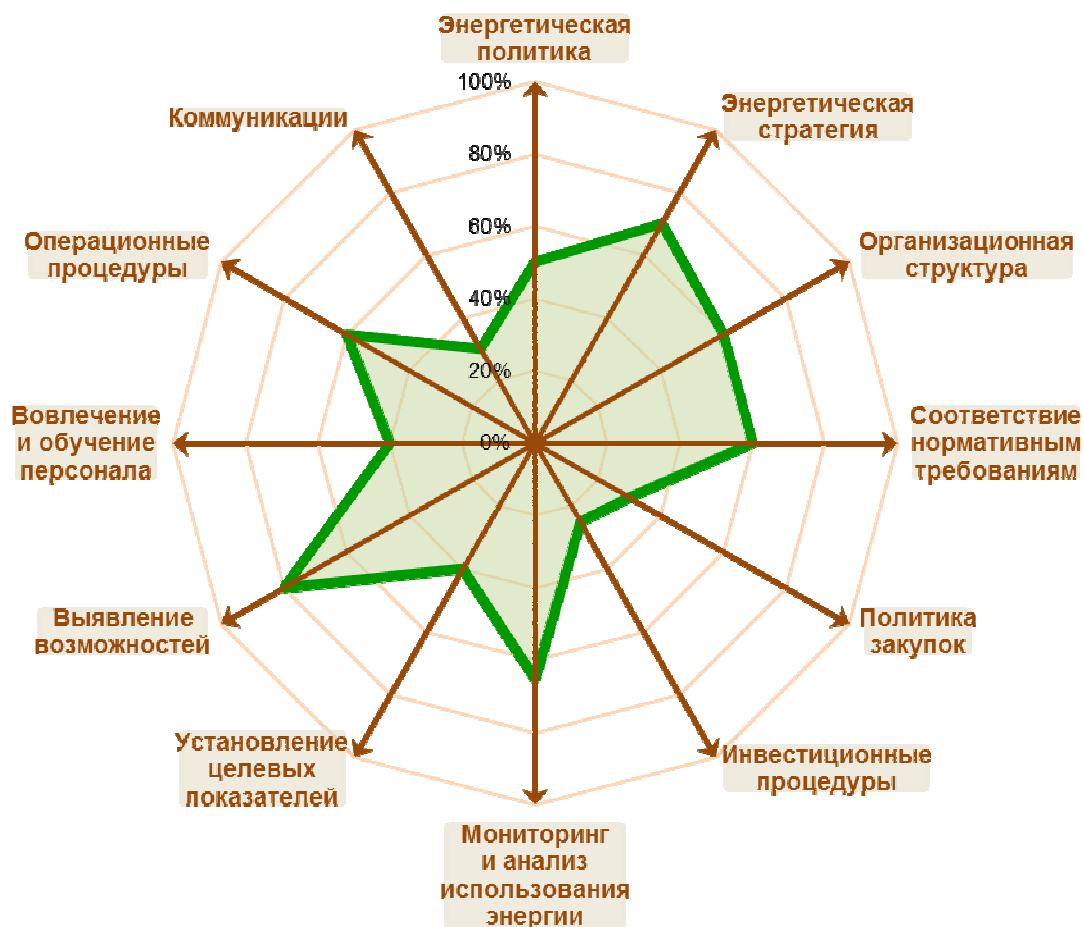 Энергетическая
политика
100%
80%
60%
40%
20%
0%
Энергетическая
стратегия
Организационная
структура
Соответствие
нормативным
требованиям
Политика
закупок
Инвестиционные
процедуры
Мониторинг
и анализ
использования
энергии
Установление
целевых
показателей
Выявление
возможностей
Вовлечение
и обучение
персонала
Операционные
процедуры
Коммуникации